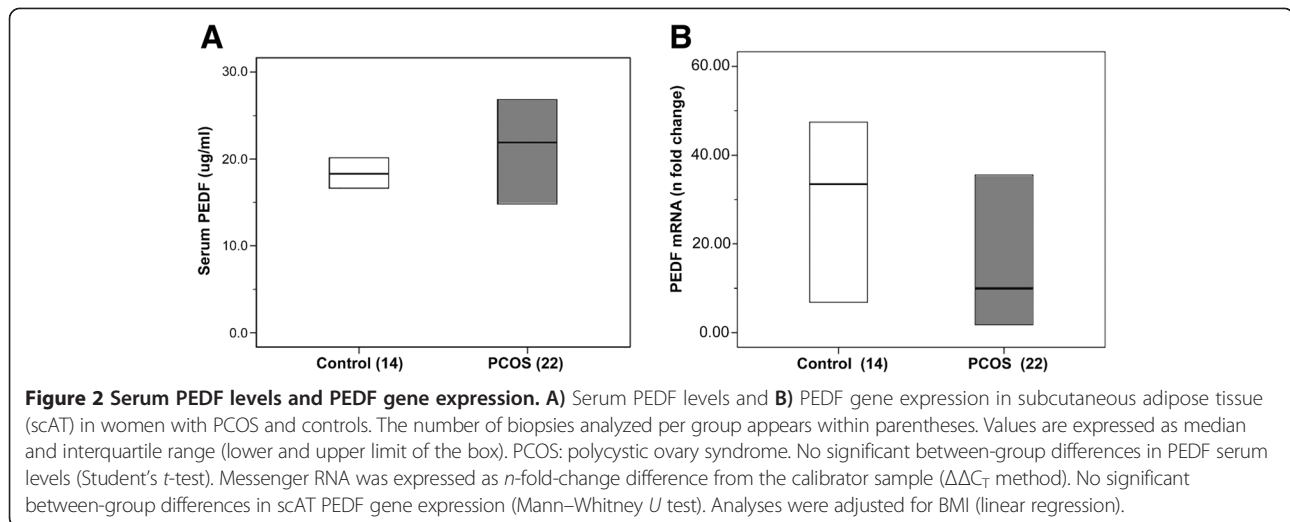 A
B
30.0
20.0
10.0
0.0
Serum PEDF (ug/ml)
Control (14)
PCOS (22)
60.00
40.00
20.00
0.00
PEDF mRNA (n fold change)
Control (14)
PCOS (22)
Figure 2 Serum PEDF levels and PEDF gene expression. A) Serum PEDF levels and B) PEDF gene expression in subcutaneous adipose tissue
(scAT) in women with PCOS and controls. The number of biopsies analyzed per group appears within parentheses. Values are expressed as median
and interquartile range (lower and upper limit of the box). PCOS: polycystic ovary syndrome. No significant between-group differences in PEDF serum
levels (Student's t-test). Messenger RNA was expressed as n-fold-change difference from the calibrator sample (ΔΔCT method). No significant
between-group differences in scAT PEDF gene expression (Mann–Whitney U test). Analyses were adjusted for BMI (linear regression).